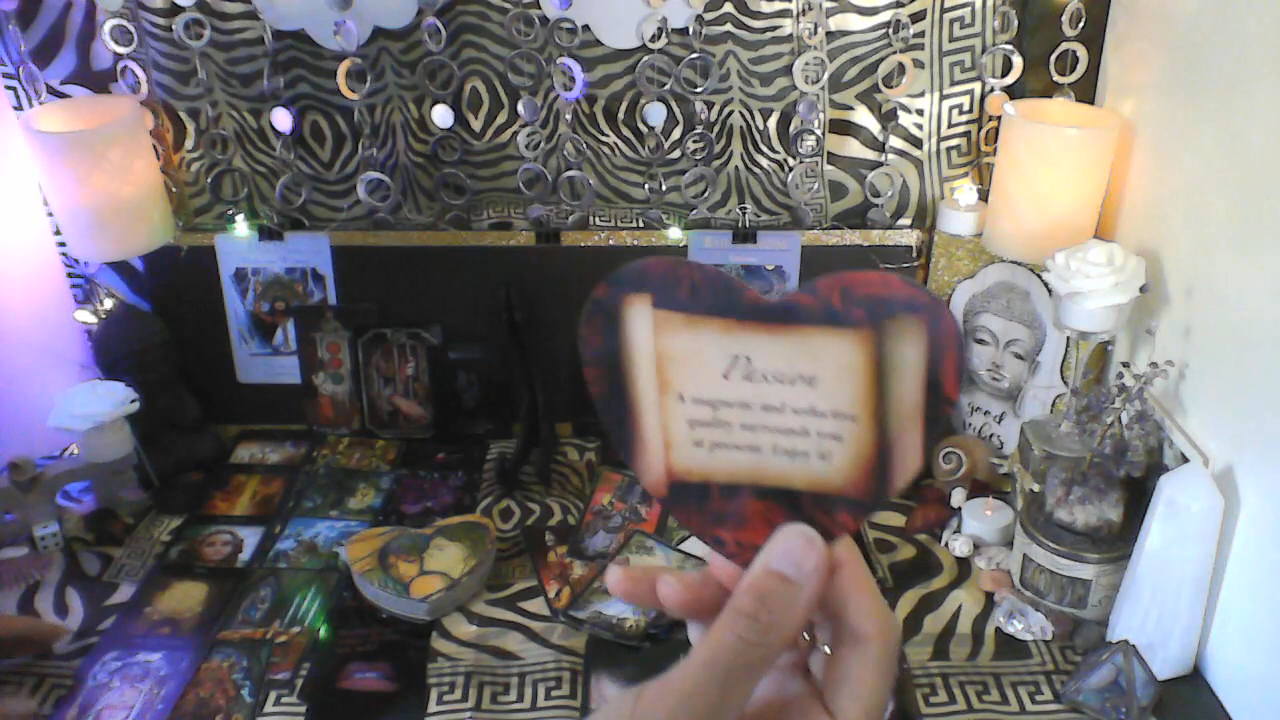 Passion
A magnetic and seductive
quality surrounds you
at present. Enjoy it!
good
vibes